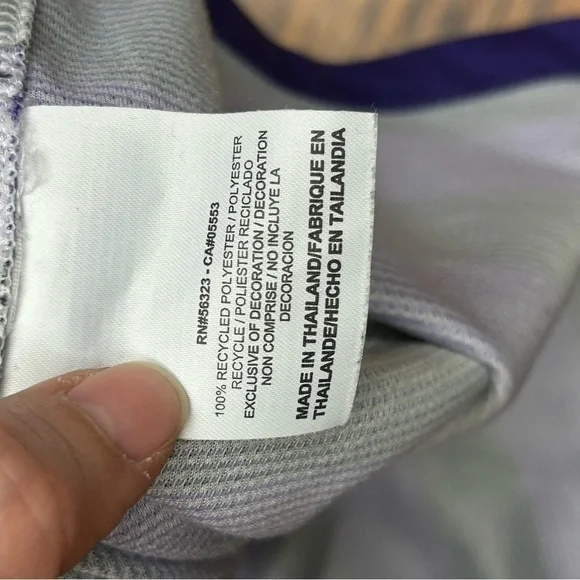 RN#56323 - CA#05553
100% RECYCLED POLYESTER / POLYESTER
RECYCLE / POLIESTER RECICLADO
EXCLUSIVE OF DECORATION / DECORATION
NON COMPRISE / NO INCLUYE LA
DECORACION
MADE IN THAILAND/FABRIQUE EN
THAILANDE/HECHO EN TAILANDIA